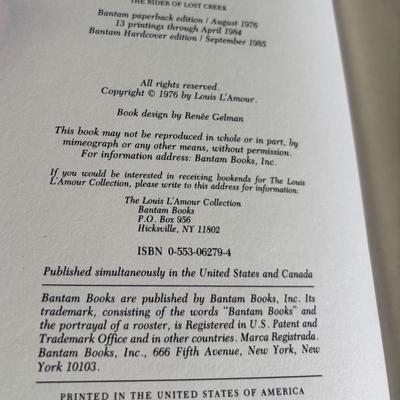 THE RIDER OF LOST CREEK
Bantam paperback edition / August 1976
13 printings through April 1984
Bantam Hardcover edition / September 1985
All rights reserved.
Copyright © 1976 by Louis L'Amour.
Book design by Renée Gelman
This book may not be reproduced in whole or in part, by
mimeograph or any other means, without permission.
For information address: Bantam Books, Inc.
If you would be interested in receiving bookends for The Louis
L'Amour Collection, please write to this address for information:
The Louis L'Amour Collection
Bantam Books
P.O. Box 956
Hicksville, NY 11802
ISBN 0-553-06279-4
Published simultaneously in the United States and Canada
Bantam Books are published by Bantam Books, Inc. Its
trademark, consisting of the words "Bantam Books" and
the portrayal of a rooster, is Registered in U.S. Patent and
Trademark Office and in other countries. Marca Registrada.
Bantam Books, Inc., 666 Fifth Avenue, New York, New
York 10103.
PRINTED IN THE UNITED STATES OF AMERICA